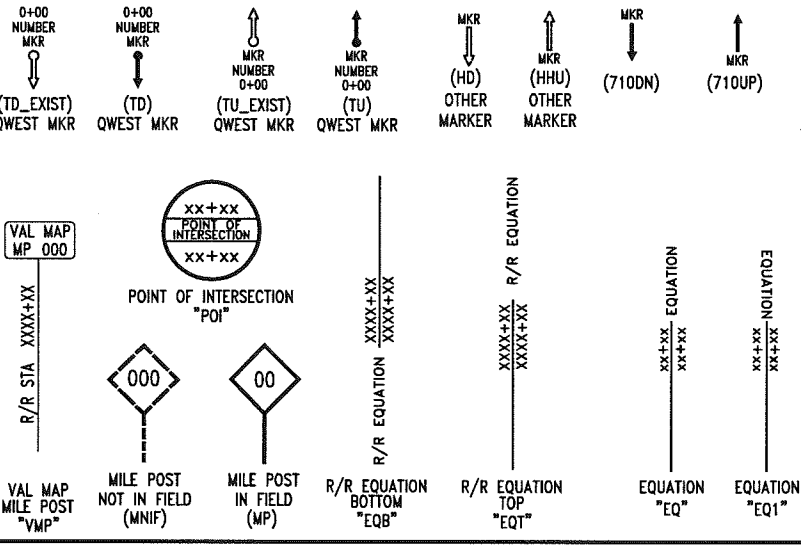 0+00
NUMBER
MKR
(TD_EXIST)
QWEST MKR
0+00
NUMBER
MKR
(TD)
QWEST MKR
MKR
NUMBER
0+00
(TU_EXIST)
QWEST MKR
MKR
NUMBER
0+00
(TU)
QWEST MKR
MKR
(HD)
OTHER
MARKER
MKR
(HHU)
OTHER
MARKER
MKR
(710DN)
MKR
(710UP)
VAL MAP
MP 000
R/R STA XXXX+XX
VAL MAP
MILE POST
"VMP"
xx+xx
POINT OF
INTERSECTION
xx+xx
POINT OF INTERSECTION
"POI"
000
MILE POST
NOT IN FIELD
(MNIF)
00
MILE POST
IN FIELD
(MP)
XXXX+XX
XXXX+XX
R/R EQUATION
R/R EQUATION
BOTTOM
"EQB"
R/R EQUATION
XXXX+XX
XXXX+XX
R/R EQUATION
TOP
"EQT"
EQUATION
xx+xx
xx+xx
EQUATION
"EQ"
EQUATION
xx+xx
xx+xx
EQUATION
"EQ1"